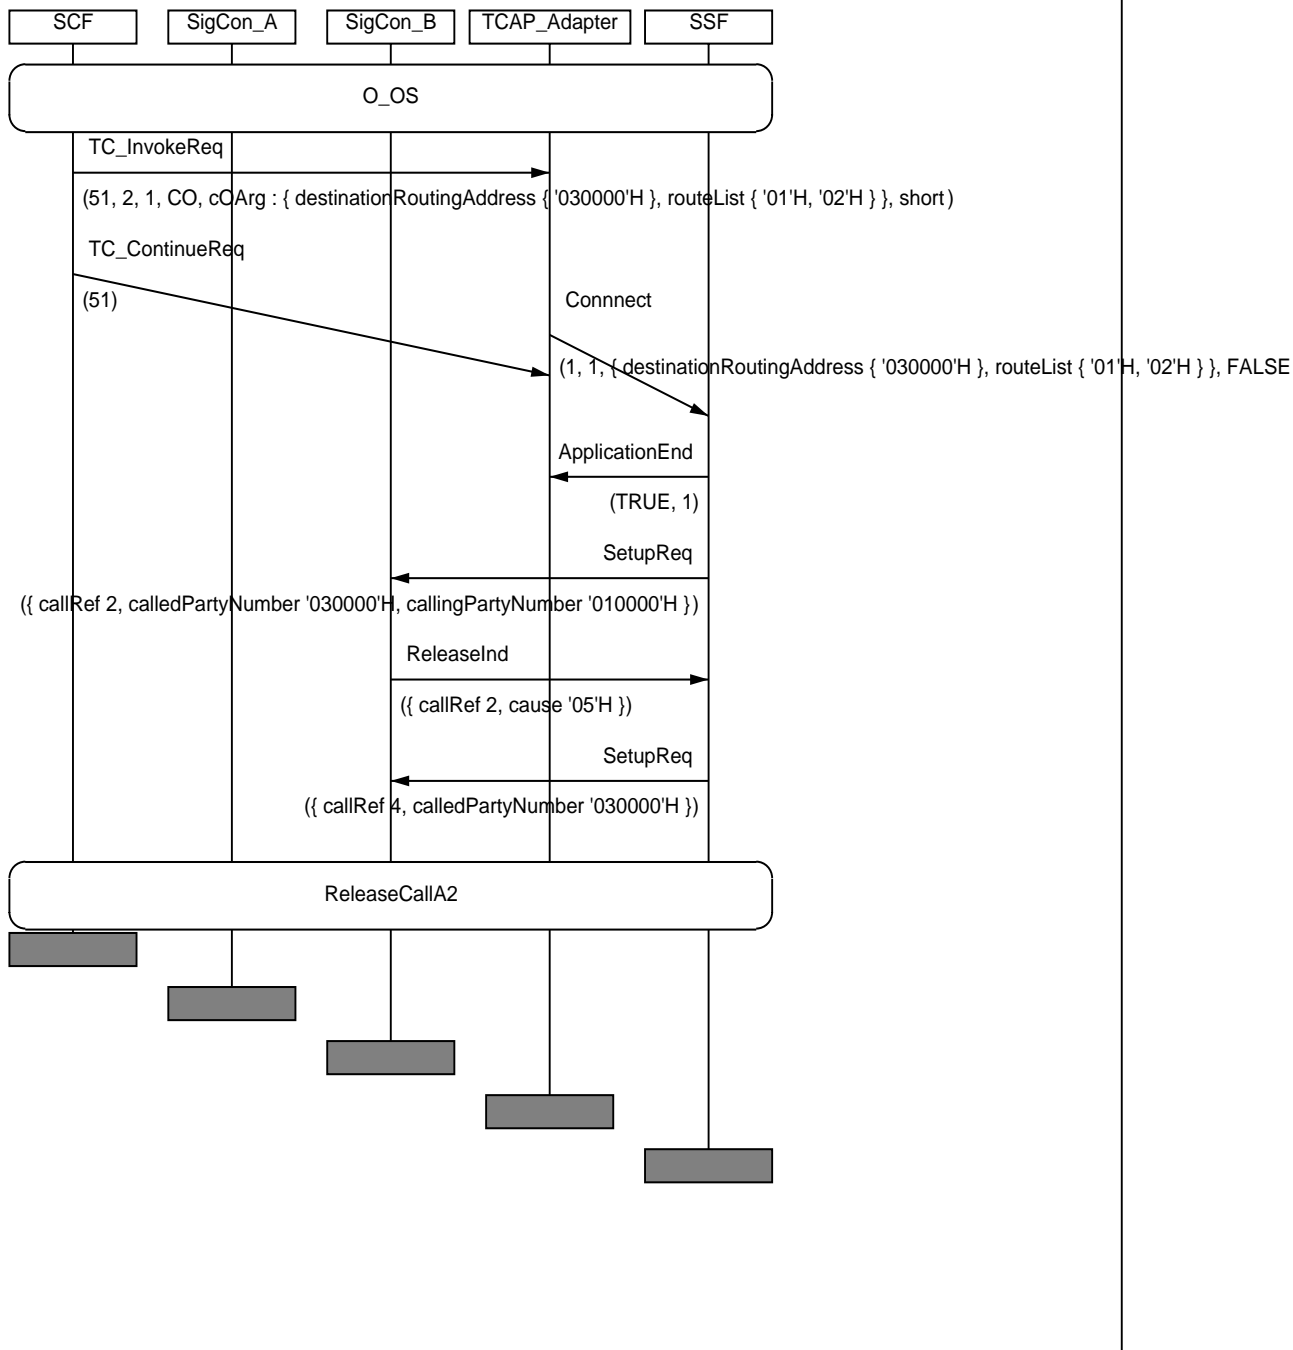 SCF SigCon_A SigCon_B TCAP_Adapter SSF
O_OS
TC_InvokeReq
(51, 2, 1, CO, cOArg : { destinationRoutingAddress { '030000'H }, routeList { '01'H, '02'H } }, short)
TC_ContinueReq
(51)
Connnect
(1, 1, { destinationRoutingAddress { '030000'H }, routeList { '01'H, '02'H } }, FALSE
ApplicationEnd
(TRUE, 1)
SetupReq
({ callRef 2, calledPartyNumber '030000'H, callingPartyNumber '010000'H })
ReleaseInd
({ callRef 2, cause '05'H })
SetupReq
({ callRef 4, calledPartyNumber '030000'H })
ReleaseCallA2